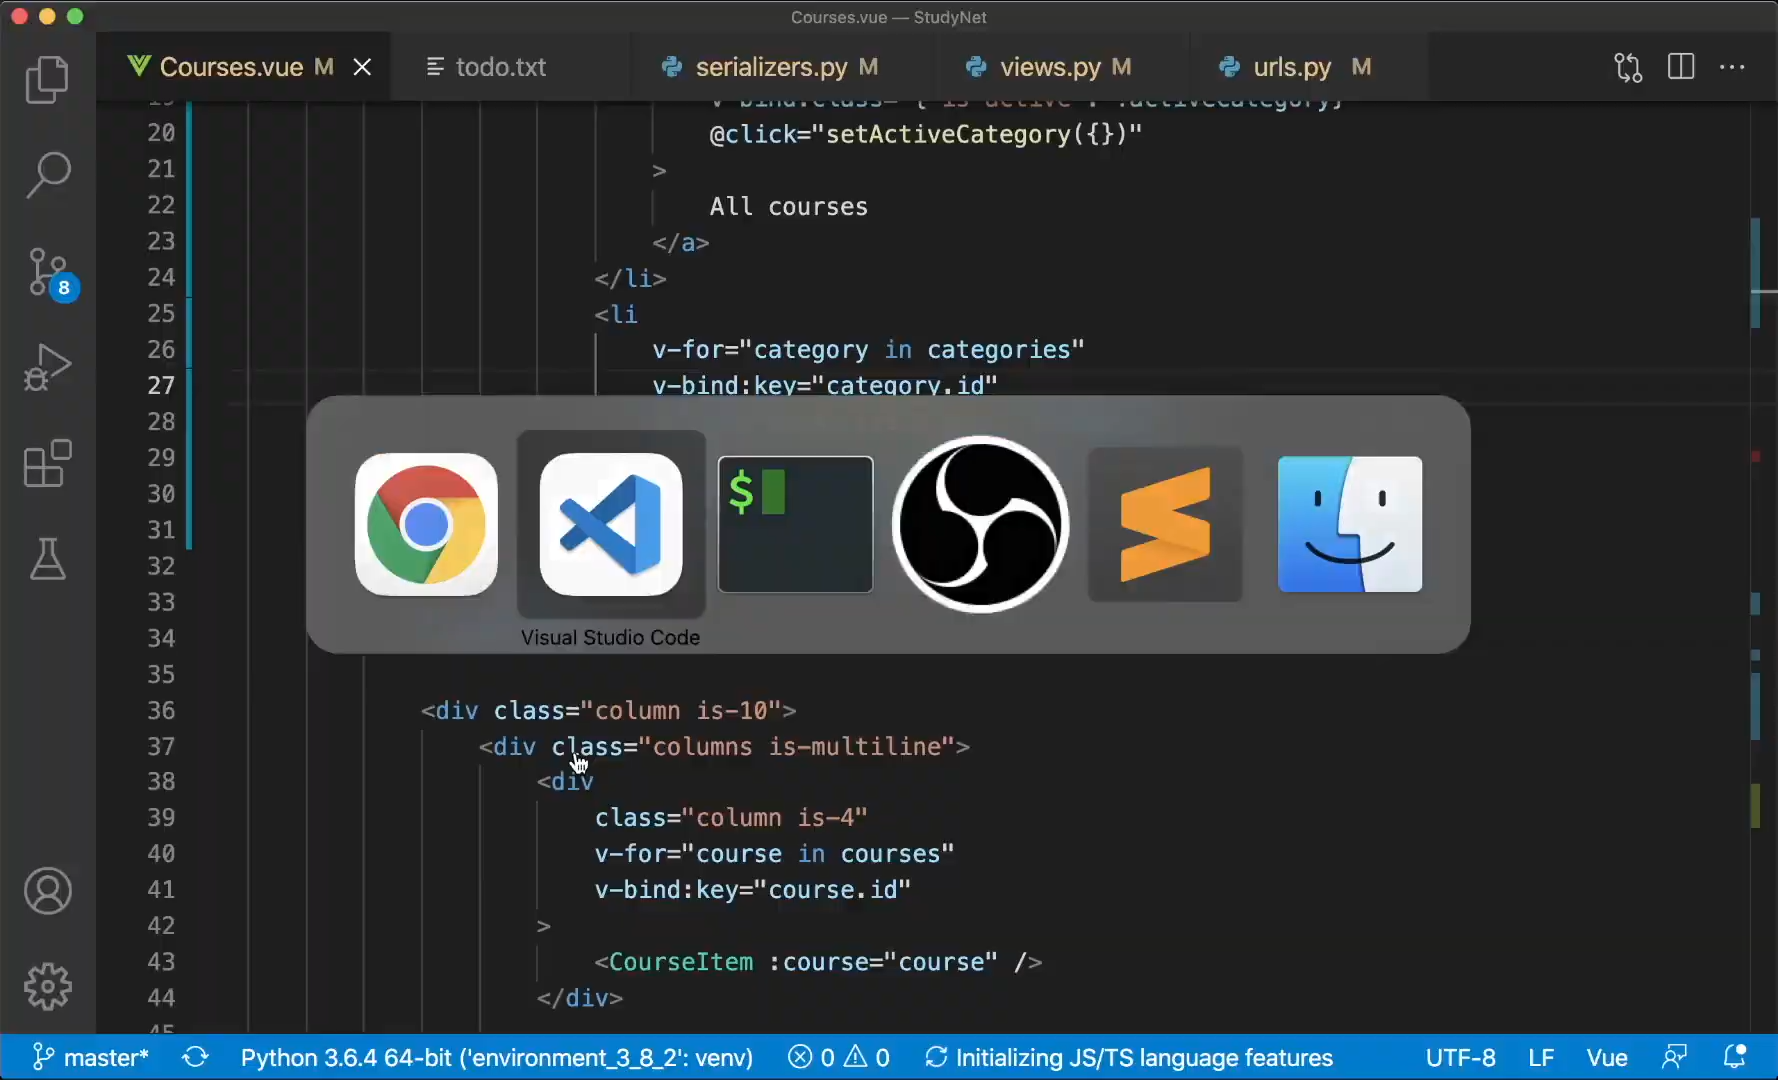 Courses.vue — StudyNet
Courses.vue M
todo.txt
serializers.py M
views.py M
urls.py M
20 @click="setActiveCategory({})"
21 >
22 All courses
23 </a>
24 </li>
25 <li
26 v-for="category in categories"
27 v-bind:key="category.id"
28
29
30
31
32
33
34
35
36 <div class="column is-10">
37 <div class="columns is-multiline">
38 <div
39 class="column is-4"
40 v-for="course in courses"
41 v-bind:key="course.id"
42 >
43 <CourseItem :course="course" />
44 </div>
8
$
Visual Studio Code
master* Python 3.6.4 64-bit ('environment_3_8_2': venv) 0 0 Initializing JS/TS language features UTF-8 LF Vue